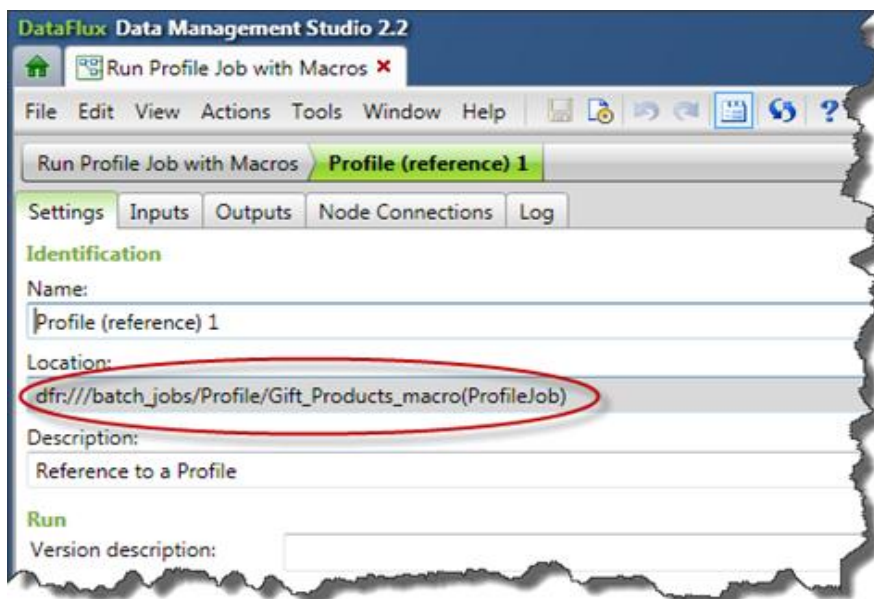 DataFlux Data Management Studio 2.2
Run Profile Job with Macros
File Edit View Actions Tools Window Help ?
Run Profile Job with Macros Profile (reference) 1
Settings Inputs Outputs Node Connections Log
Identification
Name:
Profile (reference) 1
Location:
dfr:///batch_jobs/Profile/Gift_Products_macro(ProfileJob)
Description:
Reference to a Profile
Run
Version description: